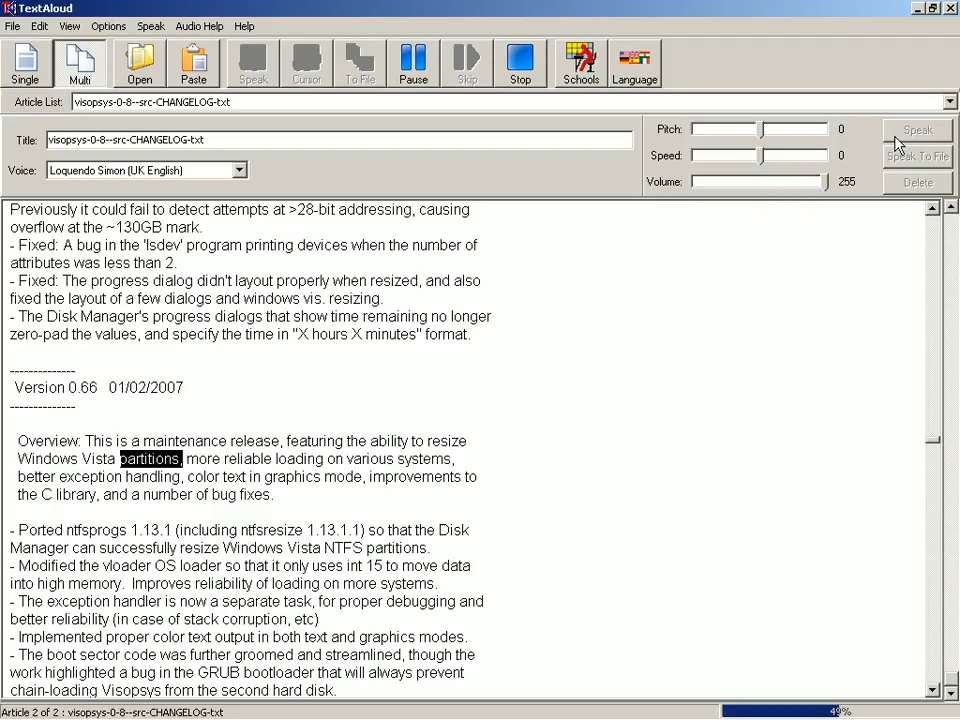 TextAloud
File Edit View Options Speak Audio Help Help
Single Multi Open Paste Speak Cursor To File Pause Skip Stop Schools Language
Article List: visopsys-0-8--src-CHANGELOG-txt
Title: visopsys-0-8--src-CHANGELOG-txt
Voice: Loquendo Simon (UK English)
Pitch: 0 Speak
Speed: 0 Speak To File
Volume: 255 Delete
Previously it could fail to detect attempts at >28-bit addressing, causing
overflow at the ~130GB mark.
- Fixed: A bug in the 'lsdev' program printing devices when the number of
attributes was less than 2.
- Fixed: The progress dialog didn't layout properly when resized, and also
fixed the layout of a few dialogs and windows vis. resizing.
- The Disk Manager's progress dialogs that show time remaining no longer
zero-pad the values, and specify the time in "X hours X minutes" format.
--------------
Version 0.66 01/02/2007
--------------
Overview: This is a maintenance release, featuring the ability to resize
Windows Vista partitions, more reliable loading on various systems,
better exception handling, color text in graphics mode, improvements to
the C library, and a number of bug fixes.
- Ported ntfsprogs 1.13.1 (including ntfsresize 1.13.1.1) so that the Disk
Manager can successfully resize Windows Vista NTFS partitions.
- Modified the vloader OS loader so that it only uses int 15 to move data
into high memory. Improves reliability of loading on more systems.
- The exception handler is now a separate task, for proper debugging and
better reliability (in case of stack corruption, etc)
- Implemented proper color text output in both text and graphics modes.
- The boot sector code was further groomed and streamlined, though the
work highlighted a bug in the GRUB bootloader that will always prevent
chain-loading Visopsys from the second hard disk.
Article 2 of 2 : visopsys-0-8--src-CHANGELOG-txt 49%